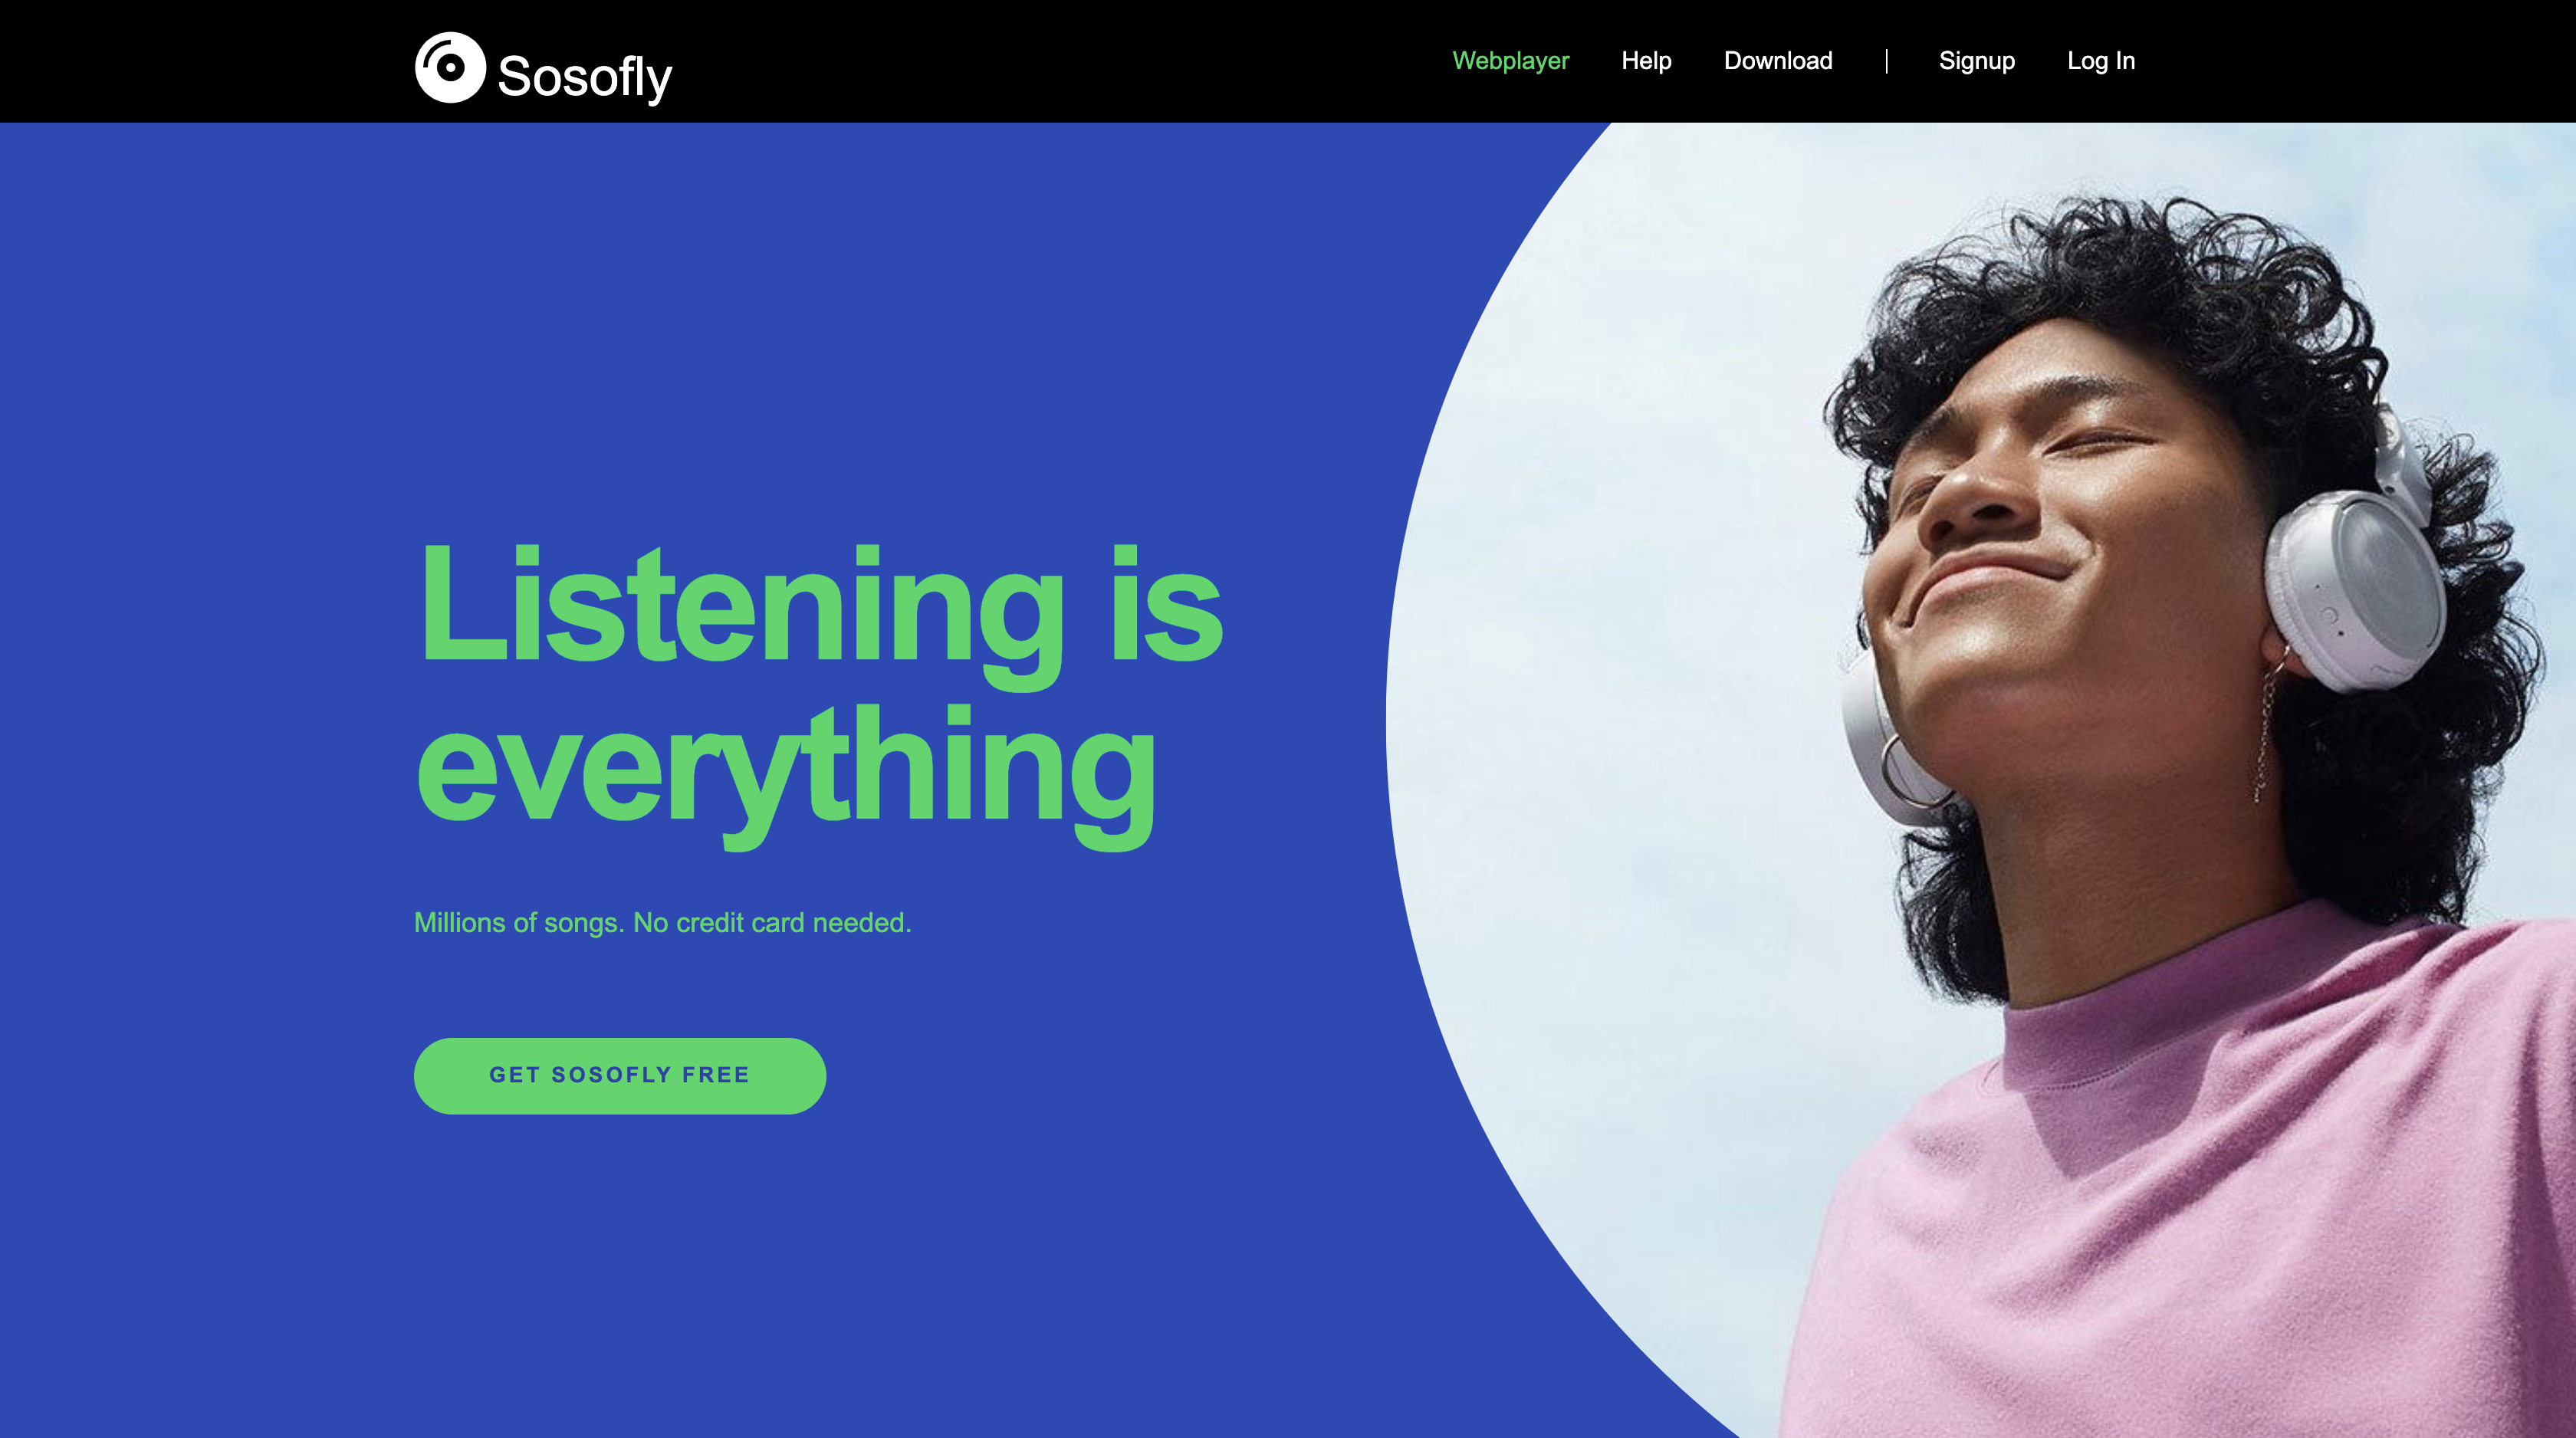 Sosofly
Webplayer Help Download | Signup Log In
Listening is
everything
Millions of songs. No credit card needed.
GET SOSOFLY FREE